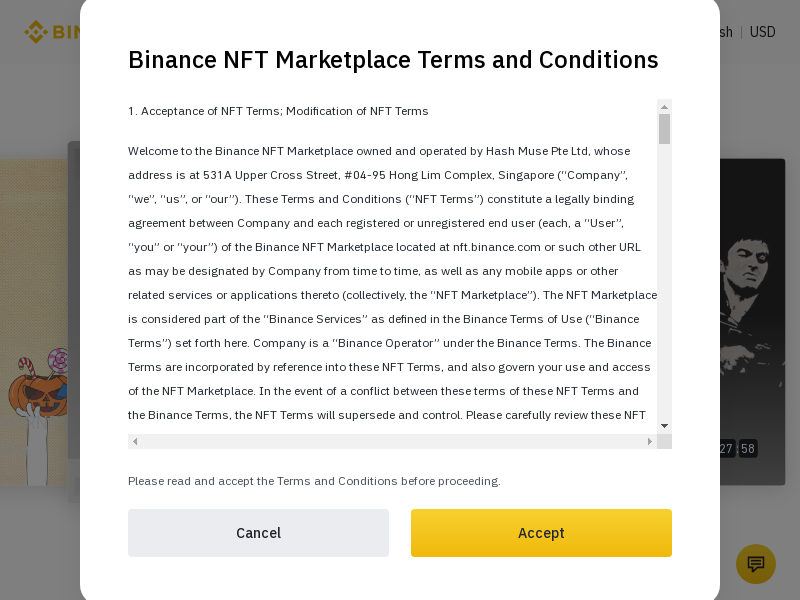 BIN
sh | USD
Binance NFT Marketplace Terms and Conditions
1. Acceptance of NFT Terms; Modification of NFT Terms
Welcome to the Binance NFT Marketplace owned and operated by Hash Muse Pte Ltd, whose
address is at 531A Upper Cross Street, #04-95 Hong Lim Complex, Singapore (“Company”,
“we”, “us”, or “our”). These Terms and Conditions (“NFT Terms”) constitute a legally binding
agreement between Company and each registered or unregistered end user (each, a “User”,
“you” or “your”) of the Binance NFT Marketplace located at nft.binance.com or such other URL
as may be designated by Company from time to time, as well as any mobile apps or other
related services or applications thereto (collectively, the “NFT Marketplace”). The NFT Marketplace
is considered part of the “Binance Services” as defined in the Binance Terms of Use (“Binance
Terms”) set forth here. Company is a “Binance Operator” under the Binance Terms. The Binance
Terms are incorporated by reference into these NFT Terms, and also govern your use and access
of the NFT Marketplace. In the event of a conflict between these terms of these NFT Terms and
the Binance Terms, the NFT Terms will supersede and control. Please carefully review these NFT
27:58
Please read and accept the Terms and Conditions before proceeding.
Cancel
Accept